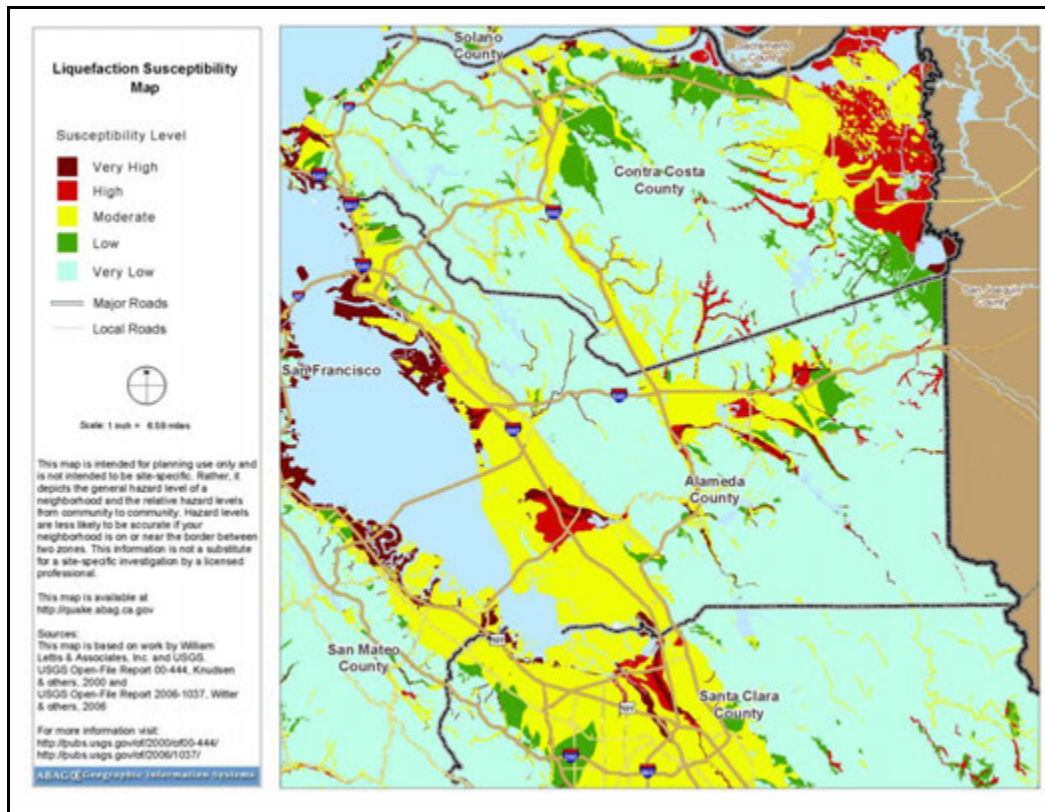 Liquefaction Susceptibility
Map
Susceptibility Level
Very High
High
Moderate
Low
Very Low
Major Roads
Local Roads
Scale: 1 inch = 6.59 miles
This map is intended for planning use only and
is not intended to be site-specific. Rather, it
depicts the general hazard level of a
neighborhood and the relative hazard levels
from community to community. Hazard levels
are less likely to be accurate if your
neighborhood is on or near the border between
two zones. This information is not a substitute
for a site-specific investigation by a licensed
professional.
This map is available at
http://quake.abag.ca.gov
Sources:
This map is based on work by William
Lettis & Associates, Inc. and USGS.
USGS Open-File Report 00-444, Knudsen
& others, 2000 and
USGS Open-File Report 2006-1037, Witter
& others, 2006
For more information visit:
http://pubs.usgs.gov/of/2000/of00-444/
http://pubs.usgs.gov/of/2006/1037/
ABAG Geographic Information Systems
Solano
County
Sacramento
County
Contra Costa
County
San Joaquin
County
San Francisco
Alameda
County
San Mateo
County
101
Santa Clara
County
101